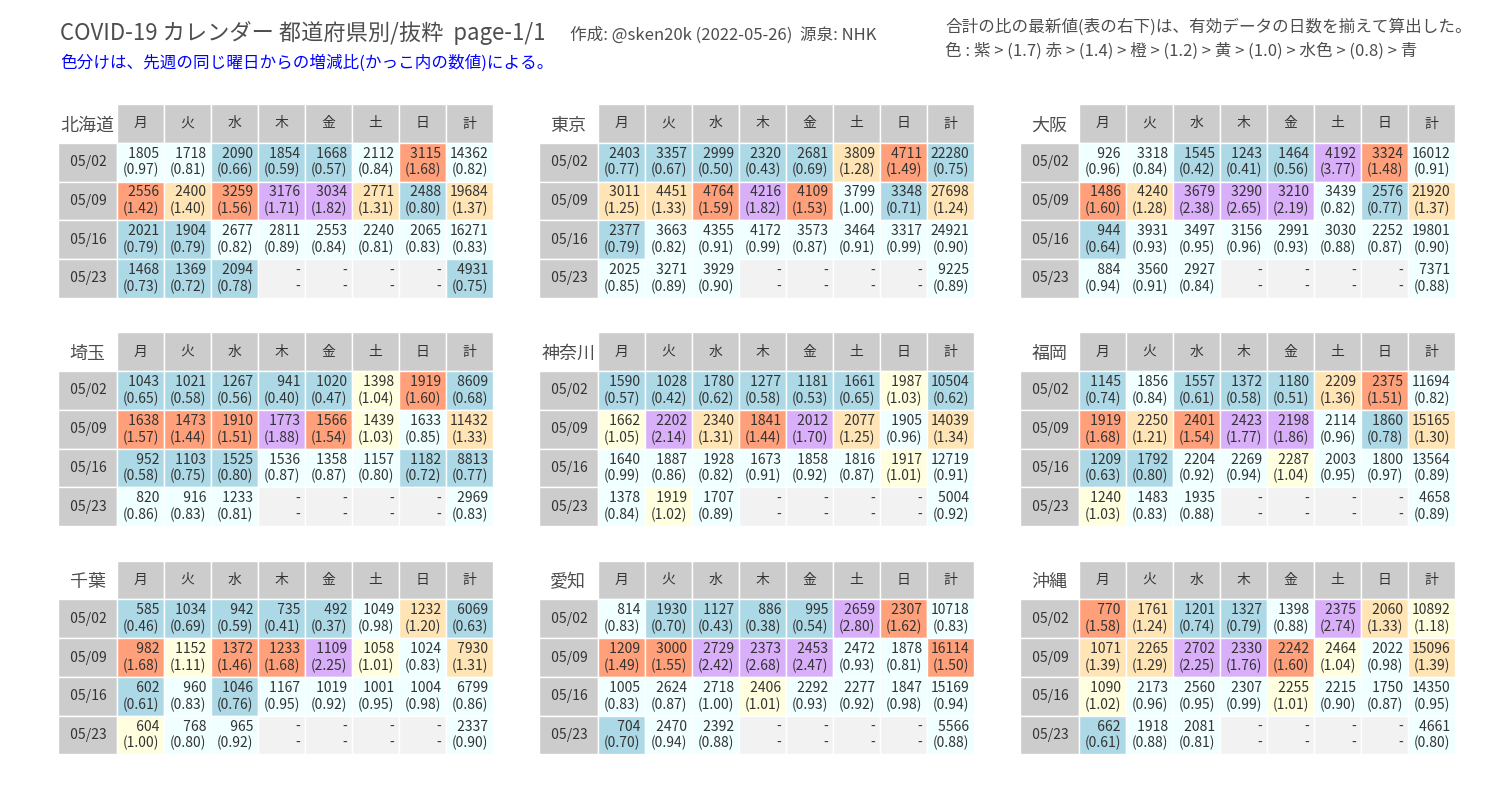 COVID-19 カレンダー 都道府県別/抜粋 page-1/1 作成: @sken20k (2022-05-26) 源泉: NHK
合計の比の最新値(表の右下)は、有効データの日数を揃えて算出した。
色 : 紫 > (1.7) 赤 > (1.4) > 橙 > (1.2) > 黄 > (1.0) > 水色 > (0.8) > 青
色分けは、先週の同じ曜日からの増減比(かっこ内の数値)による。
北海道 月 火 水 木 金 土 日 計
05/02 1805 1718 2090 1854 1668 2112 3115 14362
(0.97) (0.81) (0.66) (0.59) (0.57) (0.84) (1.68) (0.82)
05/09 2556 2400 3259 3176 3034 2771 2488 19684
(1.42) (1.40) (1.56) (1.71) (1.82) (1.31) (0.80) (1.37)
05/16 2021 1904 2677 2811 2553 2240 2065 16271
(0.79) (0.79) (0.82) (0.89) (0.84) (0.81) (0.83) (0.83)
05/23 1468 1369 2094 - - - - 4931
(0.73) (0.72) (0.78) - - - - (0.75)
東京 月 火 水 木 金 土 日 計
05/02 2403 3357 2999 2320 2681 3809 4711 22280
(0.77) (0.67) (0.50) (0.43) (0.69) (1.28) (1.49) (0.75)
05/09 3011 4451 4764 4216 4109 3799 3348 27698
(1.25) (1.33) (1.59) (1.82) (1.53) (1.00) (0.71) (1.24)
05/16 2377 3663 4355 4172 3573 3464 3317 24921
(0.79) (0.82) (0.91) (0.99) (0.87) (0.91) (0.99) (0.90)
05/23 2025 3271 3929 - - - - 9225
(0.85) (0.89) (0.90) - - - - (0.89)
大阪 月 火 水 木 金 土 日 計
05/02 926 3318 1545 1243 1464 4192 3324 16012
(0.96) (0.84) (0.42) (0.41) (0.56) (3.77) (1.48) (0.91)
05/09 1486 4240 3679 3290 3210 3439 2576 21920
(1.60) (1.28) (2.38) (2.65) (2.19) (0.82) (0.77) (1.37)
05/16 944 3931 3497 3156 2991 3030 2252 19801
(0.64) (0.93) (0.95) (0.96) (0.93) (0.88) (0.87) (0.90)
05/23 884 3560 2927 - - - - 7371
(0.94) (0.91) (0.84) - - - - (0.88)
埼玉 月 火 水 木 金 土 日 計
05/02 1043 1021 1267 941 1020 1398 1919 8609
(0.65) (0.58) (0.56) (0.40) (0.47) (1.04) (1.60) (0.68)
05/09 1638 1473 1910 1773 1566 1439 1633 11432
(1.57) (1.44) (1.51) (1.88) (1.54) (1.03) (0.85) (1.33)
05/16 952 1103 1525 1536 1358 1157 1182 8813
(0.58) (0.75) (0.80) (0.87) (0.87) (0.80) (0.72) (0.77)
05/23 820 916 1233 - - - - 2969
(0.86) (0.83) (0.81) - - - - (0.83)
神奈川 月 火 水 木 金 土 日 計
05/02 1590 1028 1780 1277 1181 1661 1987 10504
(0.57) (0.42) (0.62) (0.58) (0.53) (0.65) (1.03) (0.62)
05/09 1662 2202 2340 1841 2012 2077 1905 14039
(1.05) (2.14) (1.31) (1.44) (1.70) (1.25) (0.96) (1.34)
05/16 1640 1887 1928 1673 1858 1816 1917 12719
(0.99) (0.86) (0.82) (0.91) (0.92) (0.87) (1.01) (0.91)
05/23 1378 1919 1707 - - - - 5004
(0.84) (1.02) (0.89) - - - - (0.92)
福岡 月 火 水 木 金 土 日 計
05/02 1145 1856 1557 1372 1180 2209 2375 11694
(0.74) (0.84) (0.61) (0.58) (0.51) (1.36) (1.51) (0.82)
05/09 1919 2250 2401 2423 2198 2114 1860 15165
(1.68) (1.21) (1.54) (1.77) (1.86) (0.96) (0.78) (1.30)
05/16 1209 1792 2204 2269 2287 2003 1800 13564
(0.63) (0.80) (0.92) (0.94) (1.04) (0.95) (0.97) (0.89)
05/23 1240 1483 1935 - - - - 4658
(1.03) (0.83) (0.88) - - - - (0.89)
千葉 月 火 水 木 金 土 日 計
05/02 585 1034 942 735 492 1049 1232 6069
(0.46) (0.69) (0.59) (0.41) (0.37) (0.98) (1.20) (0.63)
05/09 982 1152 1372 1233 1109 1058 1024 7930
(1.68) (1.11) (1.46) (1.68) (2.25) (1.01) (0.83) (1.31)
05/16 602 960 1046 1167 1019 1001 1004 6799
(0.61) (0.83) (0.76) (0.95) (0.92) (0.95) (0.98) (0.86)
05/23 604 768 965 - - - - 2337
(1.00) (0.80) (0.92) - - - - (0.90)
愛知 月 火 水 木 金 土 日 計
05/02 814 1930 1127 886 995 2659 2307 10718
(0.83) (0.70) (0.43) (0.38) (0.54) (2.80) (1.62) (0.83)
05/09 1209 3000 2729 2373 2453 2472 1878 16114
(1.49) (1.55) (2.42) (2.68) (2.47) (0.93) (0.81) (1.50)
05/16 1005 2624 2718 2406 2292 2277 1847 15169
(0.83) (0.87) (1.00) (1.01) (0.93) (0.92) (0.98) (0.94)
05/23 704 2470 2392 - - - - 5566
(0.70) (0.94) (0.88) - - - - (0.88)
沖縄 月 火 水 木 金 土 日 計
05/02 770 1761 1201 1327 1398 2375 2060 10892
(1.58) (1.24) (0.74) (0.79) (0.88) (2.74) (1.33) (1.18)
05/09 1071 2265 2702 2330 2242 2464 2022 15096
(1.39) (1.29) (2.25) (1.76) (1.60) (1.04) (0.98) (1.39)
05/16 1090 2173 2560 2307 2255 2215 1750 14350
(1.02) (0.96) (0.95) (0.99) (1.01) (0.90) (0.87) (0.95)
05/23 662 1918 2081 - - - - 4661
(0.61) (0.88) (0.81) - - - - (0.80)